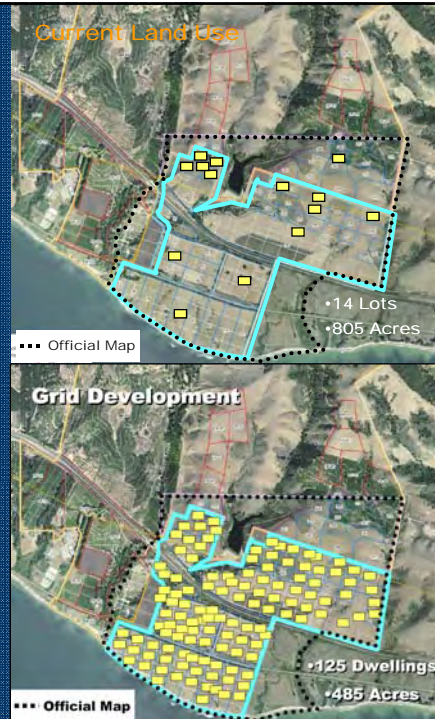 Current Land Use
•14 Lots
•805 Acres
Official Map
Grid Development
•125 Dwellings
•485 Acres
Official Map